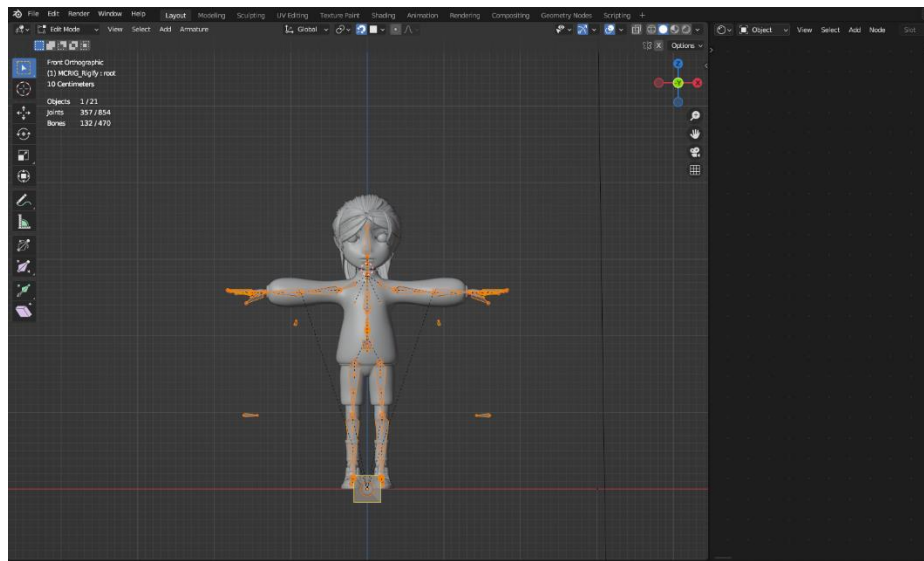 File Edit Render Window Help Layout Modeling Sculpting UV Editing Texture Paint Shading Animation Rendering Compositing Geometry Nodes Scripting +
Edit Mode View Select Add Armature Global Object View Select Add Node Slot
X Options
Front Orthographic
(1) MCRIG_Rigify : root
10 Centimeters
Objects 1/21
Joints 357/854
Bones 132/470
Z
Y
X